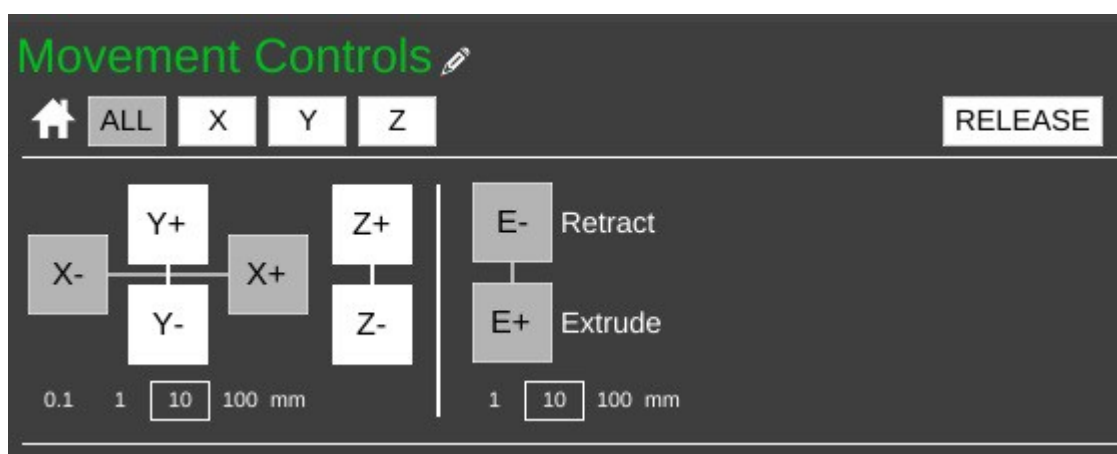 Movement Controls
ALL X Y Z RELEASE
Y+ Z+ E- Retract
X- X+
Y- Z- E+ Extrude
0.1 1 10 100 mm 1 10 100 mm